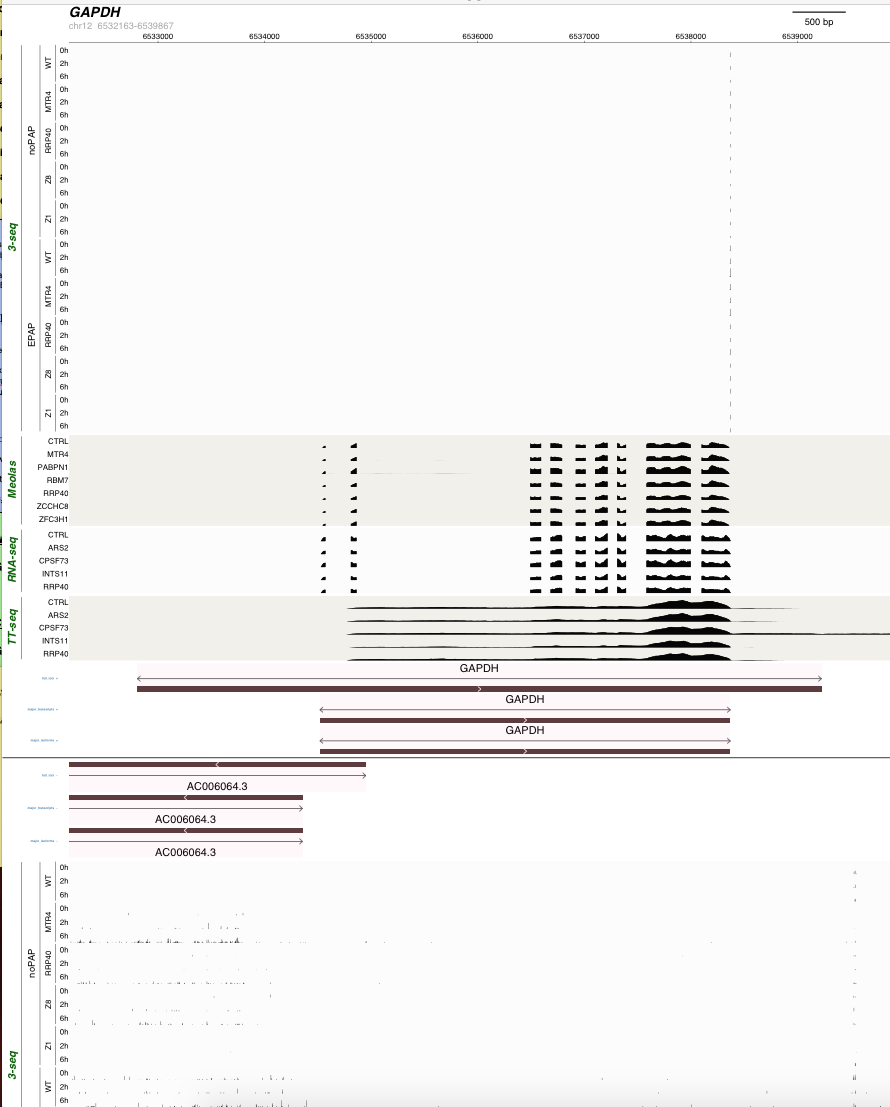 GAPDH
chr12 6532163-6539867
500 bp
6533000 6534000 6535000 6536000 6537000 6538000 6539000
3-seq
noPAP
WT
0h
2h
6h
MTR4
0h
2h
6h
RRP40
0h
2h
6h
Z8
0h
2h
6h
Z1
0h
2h
6h
EPAP
WT
0h
2h
6h
MTR4
0h
2h
6h
RRP40
0h
2h
6h
Z8
0h
2h
6h
Z1
0h
2h
6h
Meolas
CTRL
MTR4
PABPN1
RBM7
RRP40
ZCCHC8
ZFC3H1
RNA-seq
CTRL
ARS2
CPSF73
INTS11
RRP40
TT-seq
CTRL
ARS2
CPSF73
INTS11
RRP40
GAPDH
GAPDH
GAPDH
AC006064.3
AC006064.3
AC006064.3
3-seq
noPAP
WT
0h
2h
6h
MTR4
0h
2h
6h
RRP40
0h
2h
6h
Z8
0h
2h
6h
Z1
0h
2h
6h
WT
0h
2h
6h